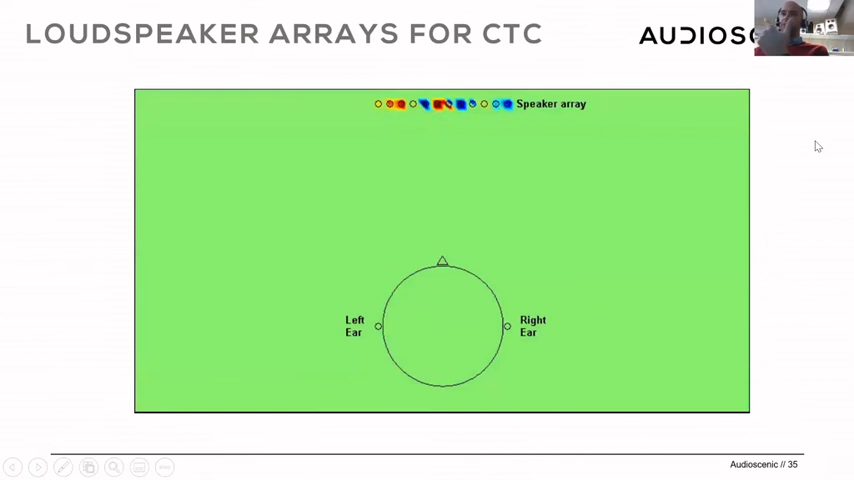 LOUDSPEAKER ARRAYS FOR CTC
Speaker array
Left
Ear
Right
Ear
Audioscenic // 35